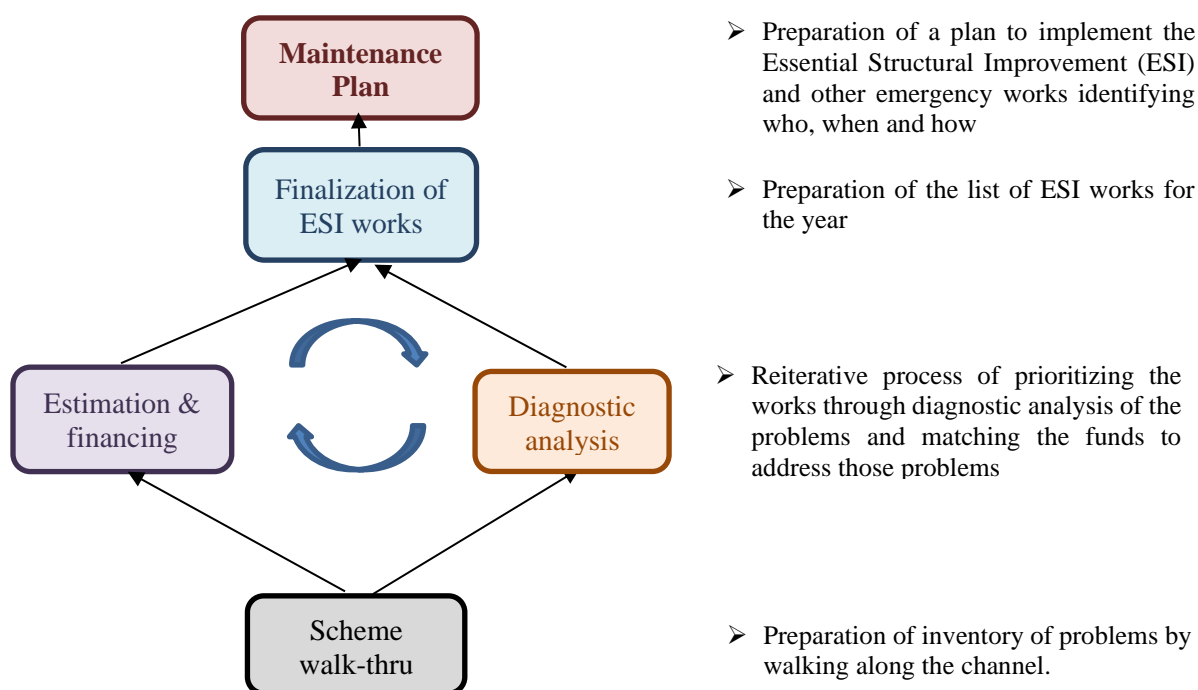 Maintenance
Plan
➢ Preparation of a plan to implement the
Essential Structural Improvement (ESI)
and other emergency works identifying
who, when and how
Finalization of
ESI works
➢ Preparation of the list of ESI works for
the year
Estimation &
financing
Diagnostic
analysis
➢ Reiterative process of prioritizing the
works through diagnostic analysis of the
problems and matching the funds to
address those problems
Scheme
walk-thru
➢ Preparation of inventory of problems by
walking along the channel.